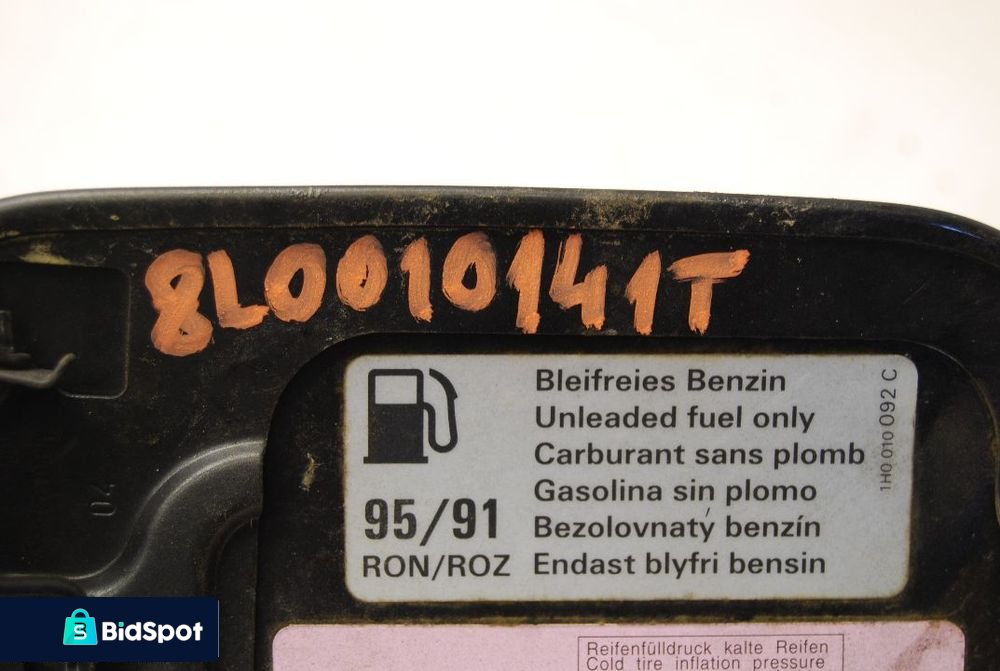 8L0010141T
Bleifreies Benzin
Unleaded fuel only
Carburant sans plomb
Gasolina sin plomo
Bezolovnatý benzín
Endast blyfri bensin
95/91
RON/ROZ
1H0 010 092 C
04
Reifenfülldruck kalte Reifen
Cold tire inflation pressure
BidSpot